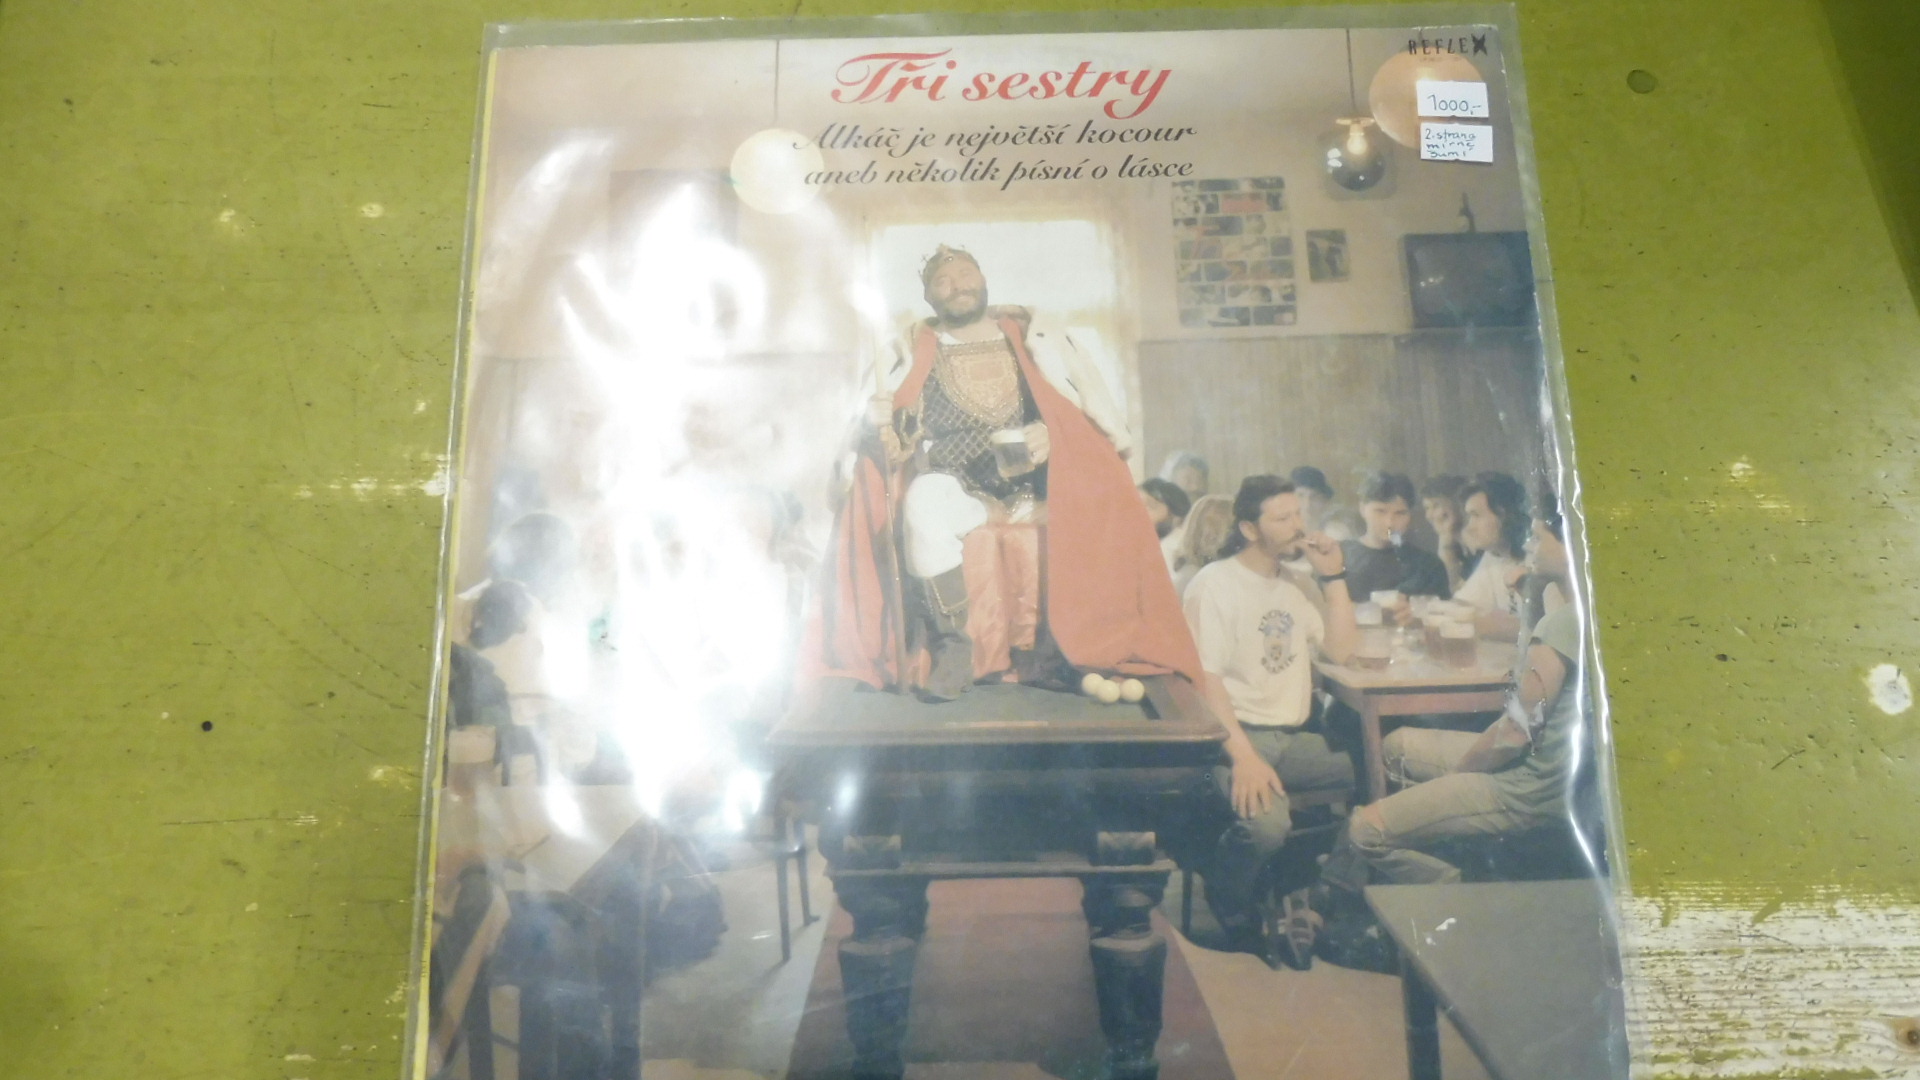 Tři sestry
Alkáč je největší kocour
aneb několik písní o lásce
REFLEX
1000,-
2. strana
mírně
šumí